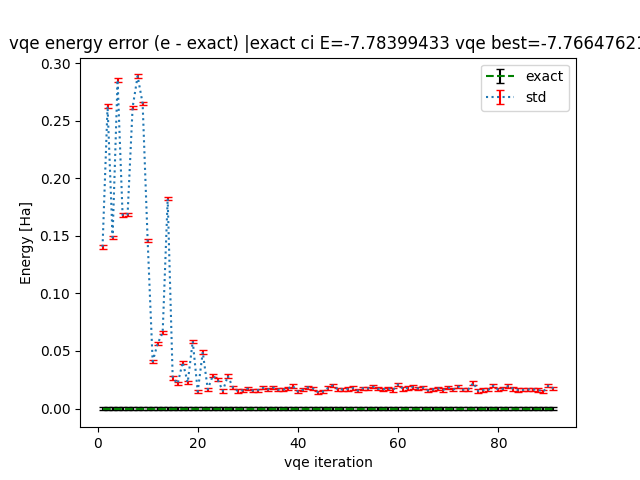 vqe energy error (e - exact) |exact ci E=-7.78399433 vqe best=-7.76647621
0.30
0.25
0.20
0.15
0.10
0.05
0.00
Energy [Ha]
exact
std
0 20 40 60 80
vqe iteration